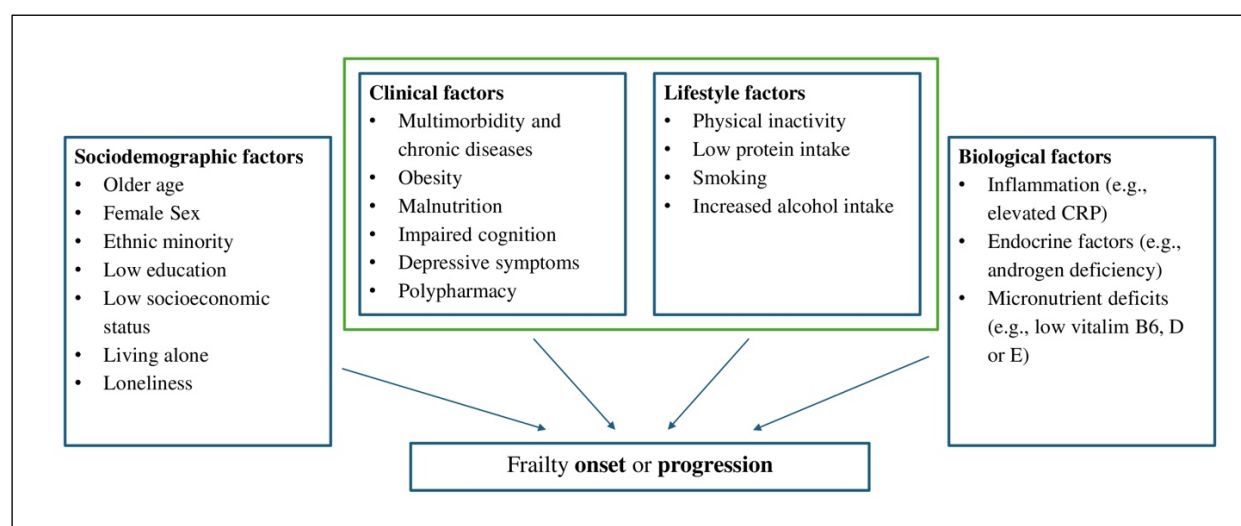 Sociodemographic factors
• Older age
• Female Sex
• Ethnic minority
• Low education
• Low socioeconomic
status
• Living alone
• Loneliness
Clinical factors
• Multimorbidity and
chronic diseases
• Obesity
• Malnutrition
• Impaired cognition
• Depressive symptoms
• Polypharmacy
Lifestyle factors
• Physical inactivity
• Low protein intake
• Smoking
• Increased alcohol intake
Biological factors
• Inflammation (e.g.,
elevated CRP)
• Endocrine factors (e.g.,
androgen deficiency)
• Micronutrient deficits
(e.g., low vitalim B6, D
or E)
Frailty onset or progression